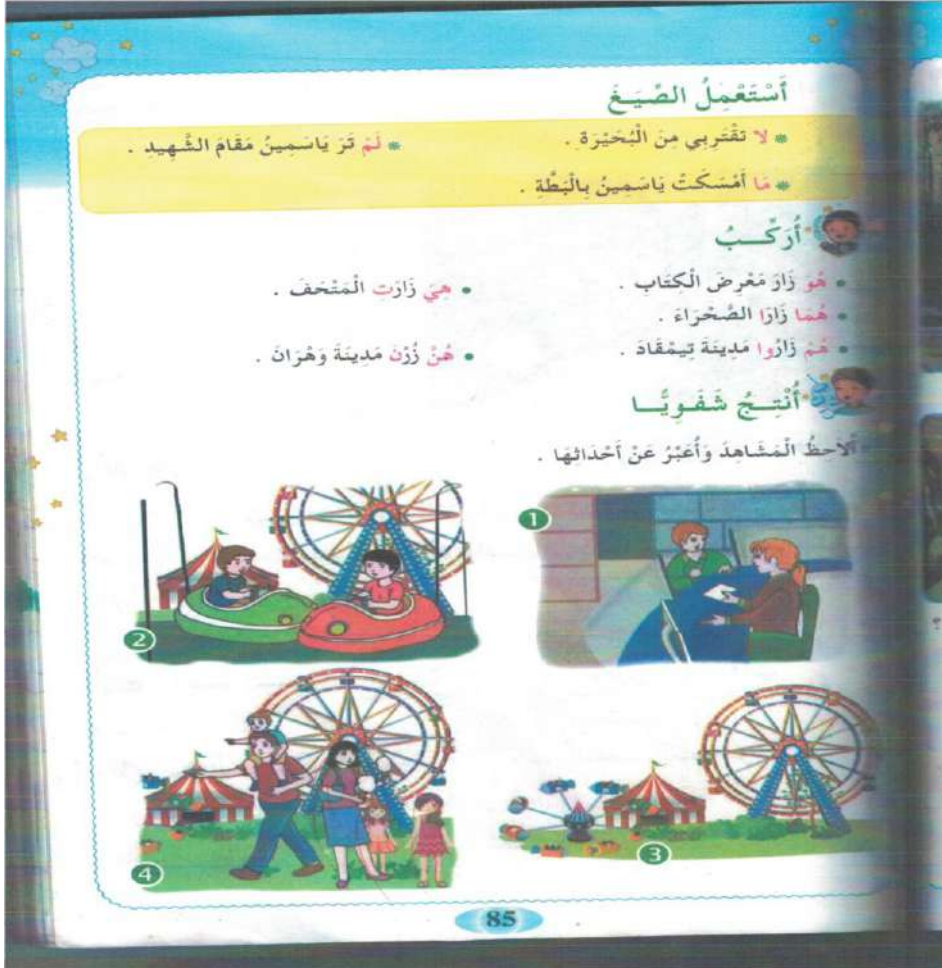 أَسْتَعْمِلُ الصِّيَغَ
* لا تَقْتَرِبِي مِنَ الْبُحَيْرَةِ . * لَمْ تَرَ يَاسَمِينُ مَقَامَ الشَّهِيدِ .
* مَا أَمْسَكَتْ يَاسَمِينُ بِالْبَطَّةِ .
أُرَكِّبُ
• هُوَ زَارَ مَعْرِضَ الْكِتَابِ . • هِيَ زَارَت الْمَتْحَفَ .
• هُمَا زَارَا الصَّحْرَاءَ .
• هُمْ زَارُوا مَدِينَةَ تِيمْقَادَ . • هُنَّ زُرْنَ مَدِينَةَ وَهْرَانَ .
أُنْتِجُ شَفَوِيًّا
أُلَاحِظُ الْمَشَاهِدَ وَأُعَبِّرُ عَنْ أَحْدَاثِهَا .
1
2
3
4
85